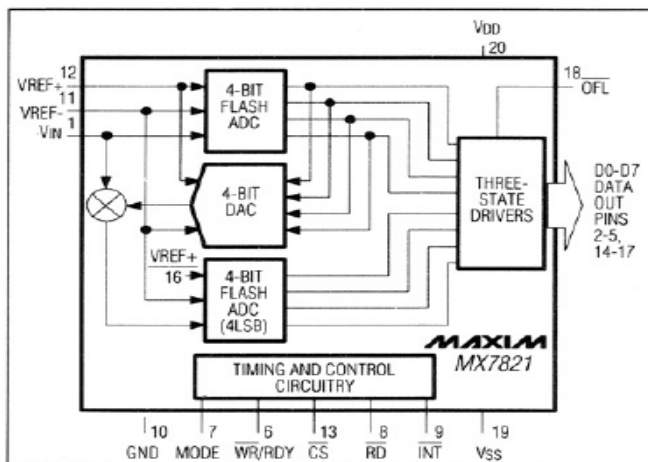 VDD
20
12
VREF+
11
VREF-
1
VIN
4-BIT
FLASH
ADC
18
OFL
4-BIT
DAC
THREE-
STATE
DRIVERS
D0-D7
DATA
OUT
PINS
2-5,
14-17
VREF+
16
4-BIT
FLASH
ADC
(4LSB)
MAXIM
MX7821
TIMING AND CONTROL
CIRCUITRY
10
7
6
13
8
9
19
GND
MODE
WR/RDY
CS
RD
INT
VSS